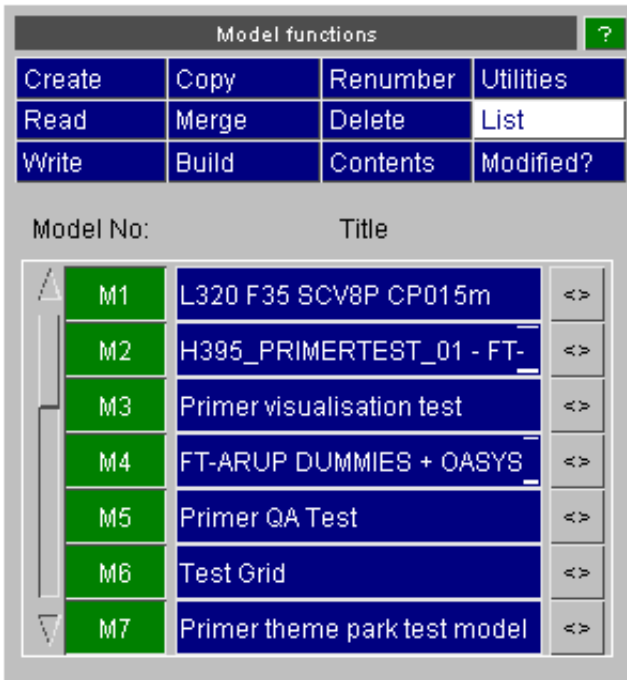 Model functions ?
Create Copy Renumber Utilities
Read Merge Delete List
Write Build Contents Modified?
Model No: Title
M1 L320 F35 SCV8P CP015m <>
M2 H395_PRIMERTEST_01 - FT- <>
M3 Primer visualisation test <>
M4 FT-ARUP DUMMIES + OASYS <>
M5 Primer QA Test <>
M6 Test Grid <>
M7 Primer theme park test model <>